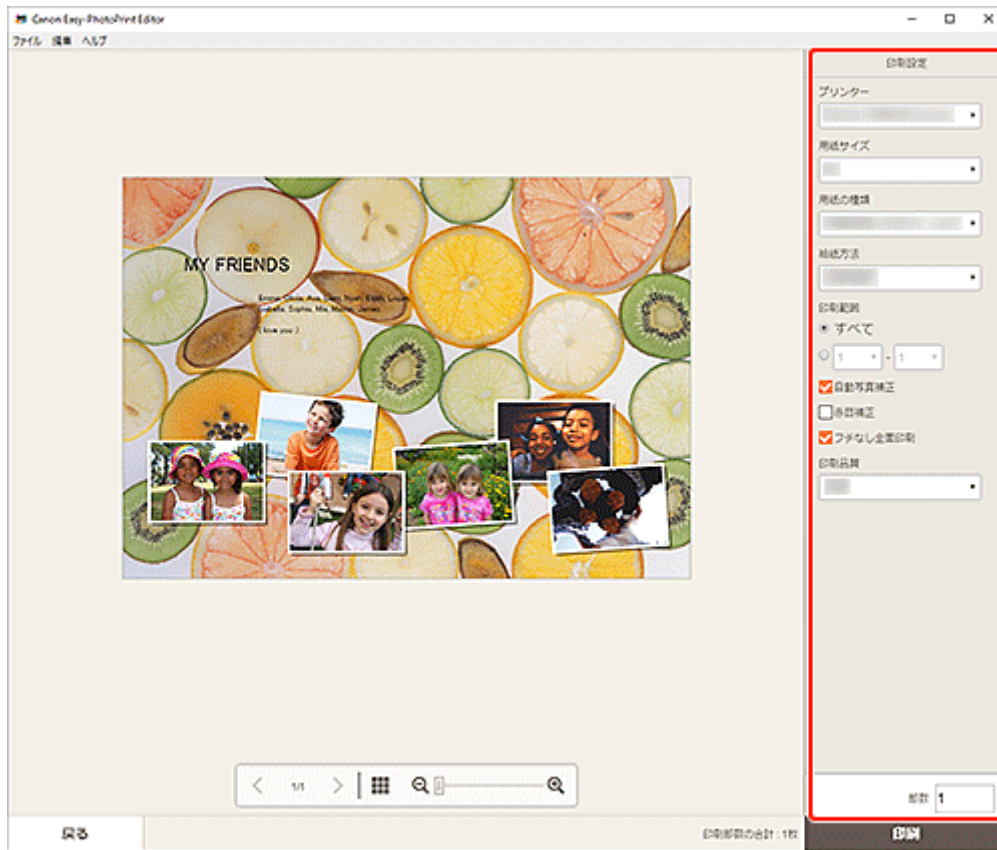 Canon Easy-PhotoPrint Editor
ファイル 編集 ヘルプ
印刷設定
プリンター
用紙サイズ
用紙の種類
給紙方法
印刷範囲
すべて
1 - 1
自動写真補正
赤目補正
フチなし全面印刷
印刷品質
MY FRIENDS
I love you :)
1/1
部数 1
戻る
印刷部数の合計 : 1枚
印刷